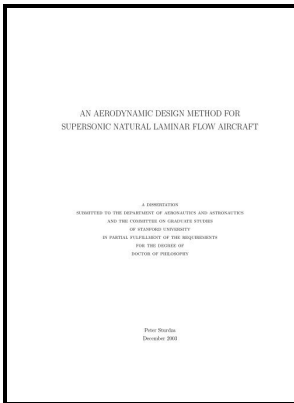 AN AERODYNAMIC DESIGN METHOD FOR
SUPERSONIC NATURAL LAMINAR FLOW AIRCRAFT
A DISSERTATION
SUBMITTED TO THE DEPARTMENT OF AERONAUTICS AND ASTRONAUTICS
AND THE COMMITTEE ON GRADUATE STUDIES
OF STANFORD UNIVERSITY
IN PARTIAL FULFILLMENT OF THE REQUIREMENTS
FOR THE DEGREE OF
DOCTOR OF PHILOSOPHY
Peter Sturdza
December 2003